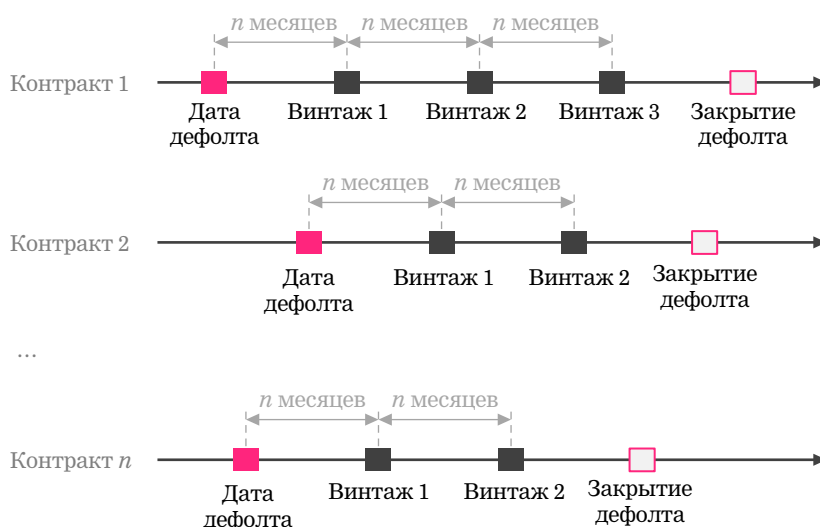 n месяцев n месяцев n месяцев
Контракт 1
Дата дефолта Винтаж 1 Винтаж 2 Винтаж 3 Закрытие дефолта
n месяцев n месяцев
Контракт 2
Дата дефолта Винтаж 1 Винтаж 2 Закрытие дефолта
...
n месяцев n месяцев
Контракт n
Дата дефолта Винтаж 1 Винтаж 2 Закрытие дефолта